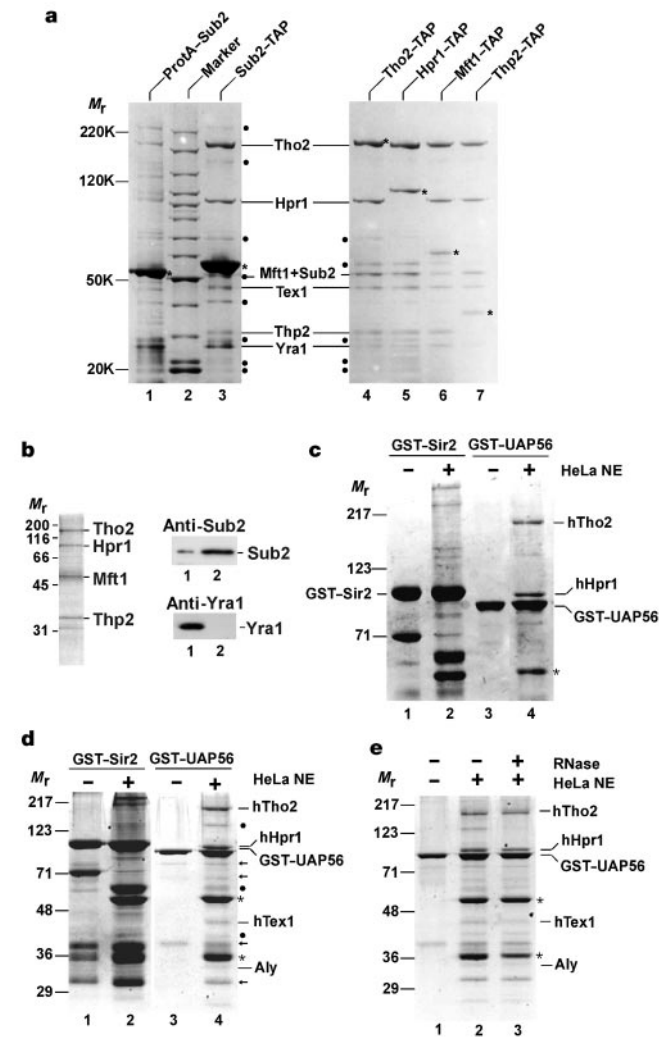 a
ProtA–Sub2
Marker
Sub2-TAP
Tho2–TAP
Hpr1-TAP
Mft1-TAP
Thp2-TAP
Mr
220K
120K
50K
20K
Tho2
Hpr1
Mft1+Sub2
Tex1
Thp2
Yra1
* * * * * *
1 2 3 4 5 6 7
b
Mr
200
116
66
45
31
Tho2
Hpr1
Mft1
Thp2
Anti-Sub2
Sub2
1 2
Anti-Yra1
Yra1
1 2
c
GST–Sir2 GST–UAP56
– + – + HeLa NE
Mr
217
123
GST–Sir2
71
hTho2
hHpr1
GST–UAP56
*
1 2 3 4
d
GST–Sir2 GST–UAP56
– + – + HeLa NE
Mr
217
123
71
48
36
29
hTho2
hHpr1
GST–UAP56
*
hTex1
*
Aly
1 2 3 4
e
– – + RNase
– + + HeLa NE
Mr
217
123
71
48
36
29
hTho2
hHpr1
GST–UAP56
*
hTex1
*
Aly
1 2 3